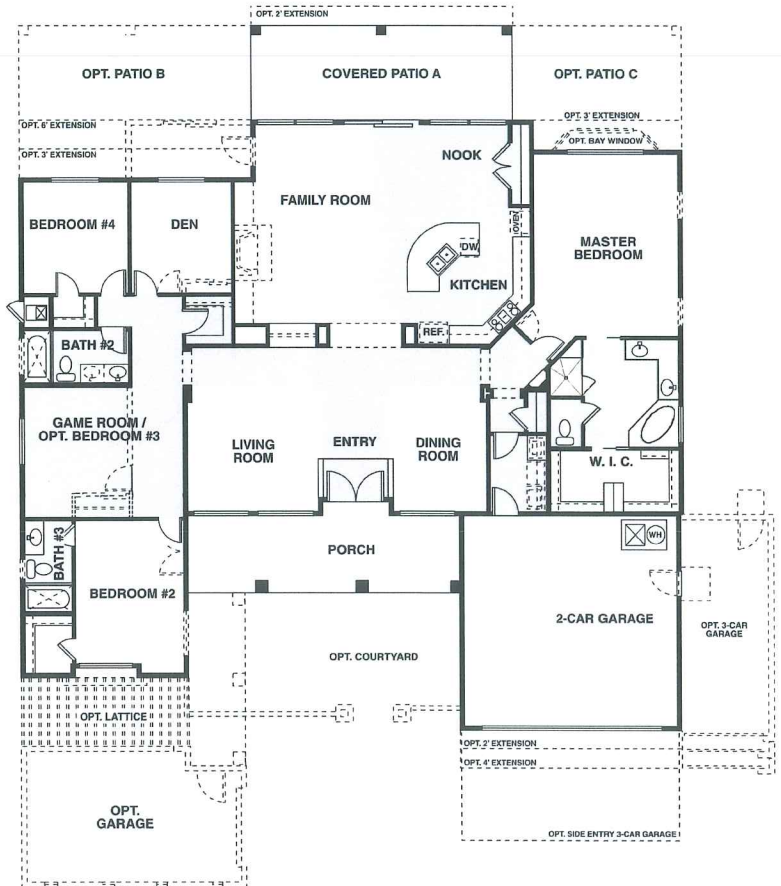 OPT. 2' EXTENSION
OPT. PATIO B
COVERED PATIO A
OPT. PATIO C
OPT. 6' EXTENSION
OPT. 3' EXTENSION
OPT. 3' EXTENSION
OPT. BAY WINDOW
NOOK
FAMILY ROOM
BEDROOM #4
DEN
OVEN
DW
MASTER
BEDROOM
KITCHEN
REF.
BATH #2
GAME ROOM /
OPT. BEDROOM #3
LIVING
ROOM
ENTRY
DINING
ROOM
W. I. C.
BATH #3
PORCH
WH
BEDROOM #2
2-CAR GARAGE
OPT. 3-CAR
GARAGE
OPT. COURTYARD
OPT. LATTICE
OPT. 2' EXTENSION
OPT. 4' EXTENSION
OPT.
GARAGE
OPT. SIDE ENTRY 3-CAR GARAGE